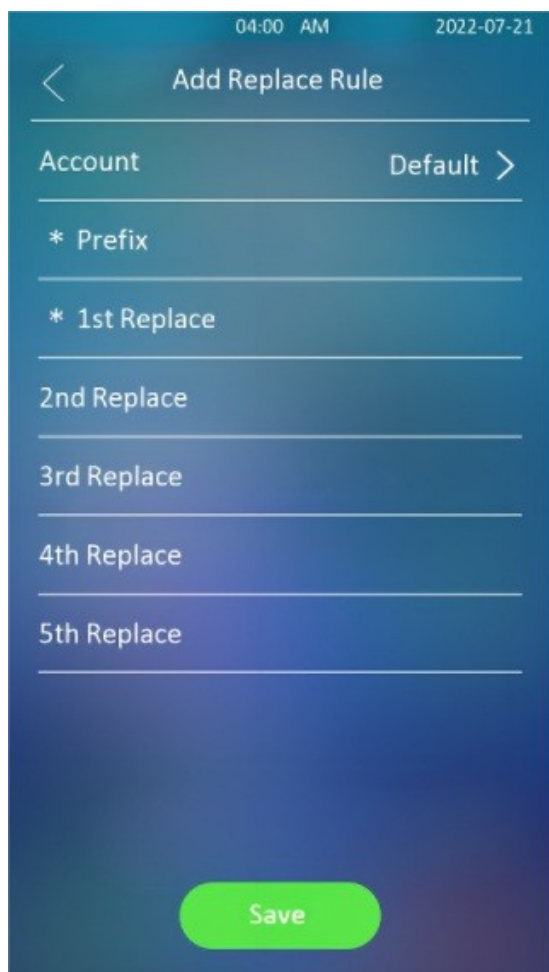 04:00 AM 2022-07-21
Add Replace Rule
Account Default
* Prefix
* 1st Replace
2nd Replace
3rd Replace
4th Replace
5th Replace
Save